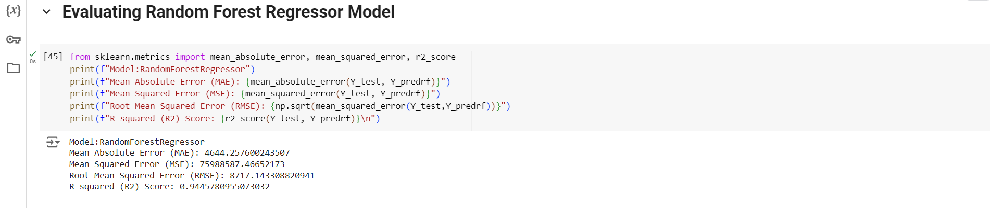 {x}
Evaluating Random Forest Regressor Model
0s
[45] from sklearn.metrics import mean_absolute_error, mean_squared_error, r2_score
print(f"Model:RandomForestRegressor")
print(f"Mean Absolute Error (MAE): {mean_absolute_error(Y_test, Y_predrf)}")
print(f"Mean Squared Error (MSE): {mean_squared_error(Y_test, Y_predrf)}")
print(f"Root Mean Squared Error (RMSE): {np.sqrt(mean_squared_error(Y_test,Y_predrf))}")
print(f"R-squared (R2) Score: {r2_score(Y_test, Y_predrf)}\n")
Model:RandomForestRegressor
Mean Absolute Error (MAE): 4644.257600243507
Mean Squared Error (MSE): 75988587.46652173
Root Mean Squared Error (RMSE): 8717.143308820941
R-squared (R2) Score: 0.9445780955073032